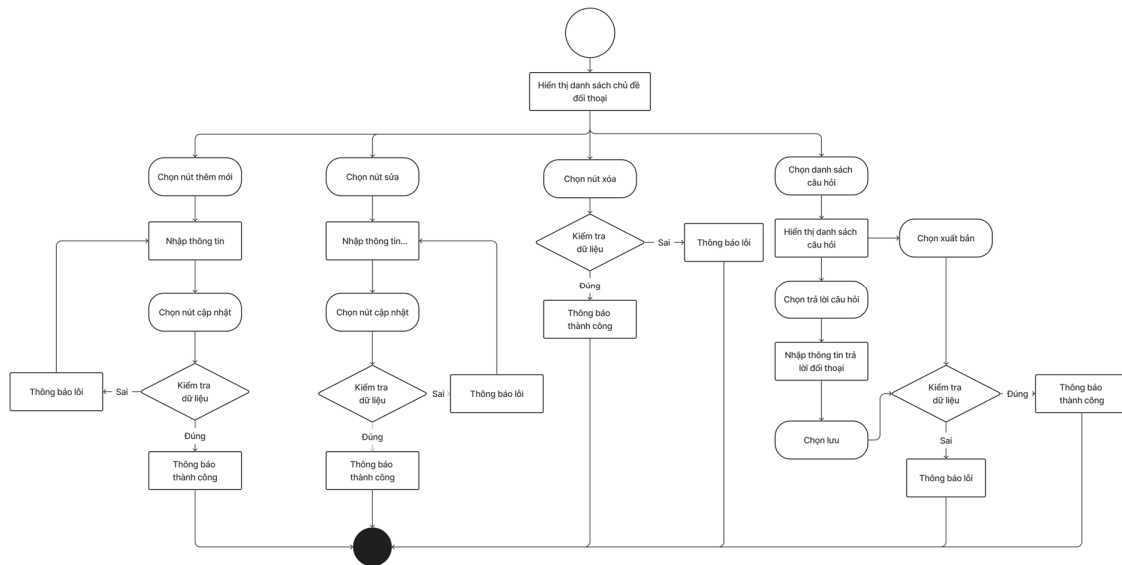 Hiển thị danh sách chủ đề
đối thoại
Chọn nút thêm mới
Nhập thông tin
Chọn nút cập nhật
Kiểm tra
dữ liệu
Sai
Thông báo lỗi
Đúng
Thông báo
thành công
Chọn nút sửa
Nhập thông tin...
Chọn nút cập nhật
Kiểm tra
dữ liệu
Sai
Thông báo lỗi
Đúng
Thông báo
thành công
Chọn nút xóa
Kiểm tra
dữ liệu
Sai
Thông báo lỗi
Đúng
Thông báo
thành công
Chọn danh sách
câu hỏi
Hiển thị danh sách
câu hỏi
Chọn xuất bản
Chọn trả lời câu hỏi
Nhập thông tin trả
lời đối thoại
Chọn lưu
Kiểm tra
dữ liệu
Đúng
Thông báo
thành công
Sai
Thông báo lỗi